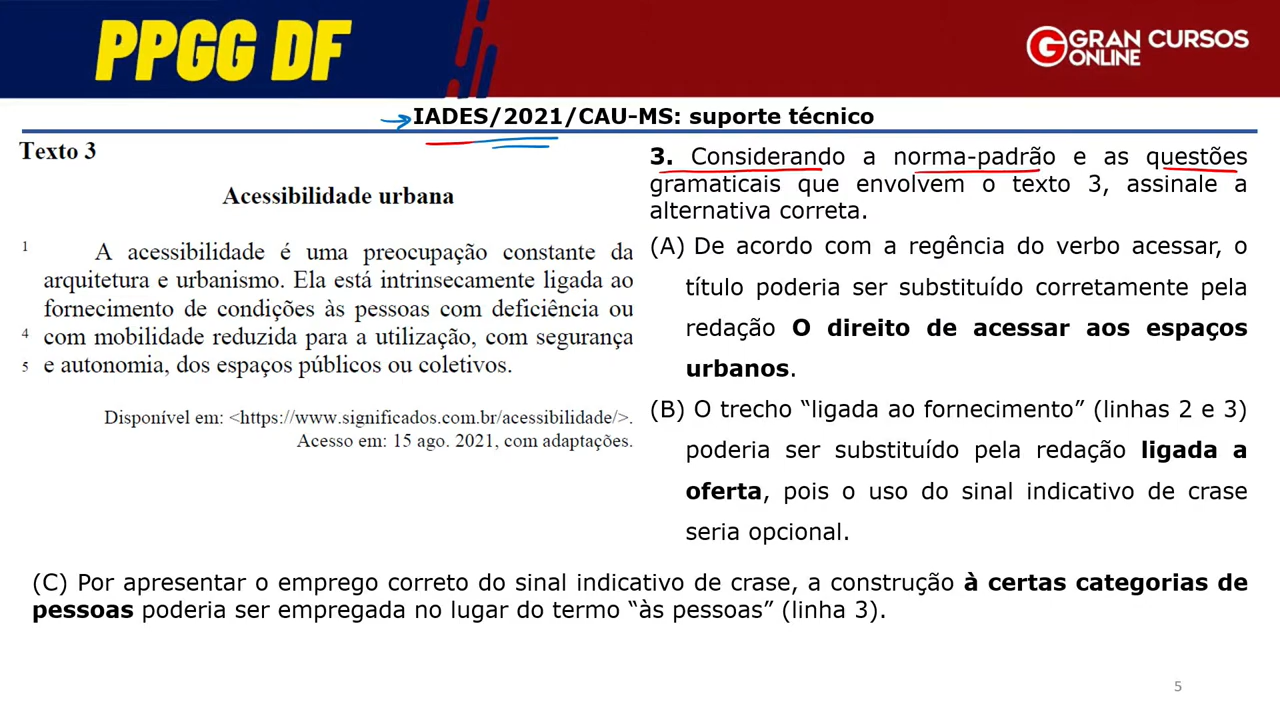 PPGG DF
GRAN CURSOS
ONLINE
IADES/2021/CAU-MS: suporte técnico
Texto 3
Acessibilidade urbana
1 A acessibilidade é uma preocupação constante da
arquitetura e urbanismo. Ela está intrinsecamente ligada ao
fornecimento de condições às pessoas com deficiência ou
4 com mobilidade reduzida para a utilização, com segurança
5 e autonomia, dos espaços públicos ou coletivos.
Disponível em: <https://www.significados.com.br/acessibilidade/>.
Acesso em: 15 ago. 2021, com adaptações.
3. Considerando a norma-padrão e as questões
gramaticais que envolvem o texto 3, assinale a
alternativa correta.
(A) De acordo com a regência do verbo acessar, o
título poderia ser substituído corretamente pela
redação O direito de acessar aos espaços
urbanos.
(B) O trecho “ligada ao fornecimento” (linhas 2 e 3)
poderia ser substituído pela redação ligada a
oferta, pois o uso do sinal indicativo de crase
seria opcional.
(C) Por apresentar o emprego correto do sinal indicativo de crase, a construção à certas categorias de
pessoas poderia ser empregada no lugar do termo “às pessoas” (linha 3).
5